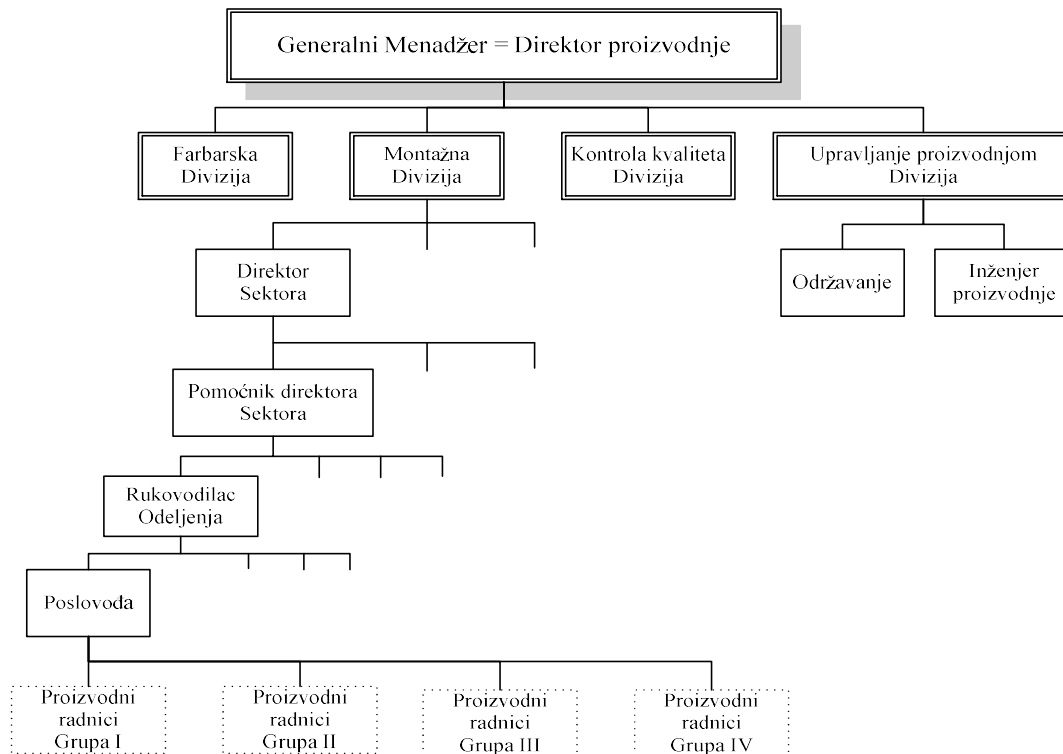 Generalni Menadžer = Direktor proizvodnje
Farbarska
Divizija
Montažna
Divizija
Kontrola kvaliteta
Divizija
Upravljanje proizvodnjom
Divizija
Direktor
Sektora
Održavanje
Inženjer
proizvodnje
Pomoćnik direktora
Sektora
Rukovodilac
Odeljenja
Poslovođa
Proizvodni
radnici
Grupa I
Proizvodni
radnici
Grupa II
Proizvodni
radnici
Grupa III
Proizvodni
radnici
Grupa IV